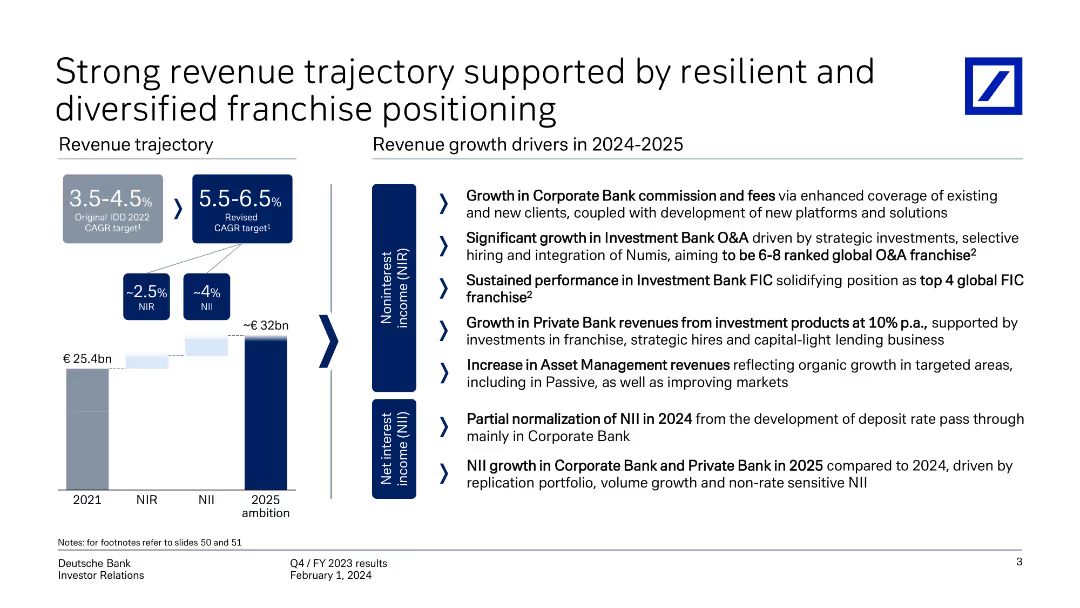 Strong revenue trajectory supported by resilient and
diversified franchise positioning
Revenue trajectory
3.5-4.5%
Original IDD 2022
CAGR target¹
5.5-6.5%
Revised
CAGR target¹
~2.5%
NIR
~4%
NII
€ 25.4bn
~€ 32bn
2021
NIR
NII
2025
ambition
Revenue growth drivers in 2024-2025
Noninterest
income (NIR)
Growth in Corporate Bank commission and fees via enhanced coverage of existing
and new clients, coupled with development of new platforms and solutions
Significant growth in Investment Bank O&A driven by strategic investments, selective
hiring and integration of Numis, aiming to be 6-8 ranked global O&A franchise²
Sustained performance in Investment Bank FIC solidifying position as top 4 global FIC
franchise²
Growth in Private Bank revenues from investment products at 10% p.a., supported by
investments in franchise, strategic hires and capital-light lending business
Increase in Asset Management revenues reflecting organic growth in targeted areas,
including in Passive, as well as improving markets
Net interest
income (NII)
Partial normalization of NII in 2024 from the development of deposit rate pass through
mainly in Corporate Bank
NII growth in Corporate Bank and Private Bank in 2025 compared to 2024, driven by
replication portfolio, volume growth and non-rate sensitive NII
Notes: for footnotes refer to slides 50 and 51
Deutsche Bank
Investor Relations
Q4 / FY 2023 results
February 1, 2024
3